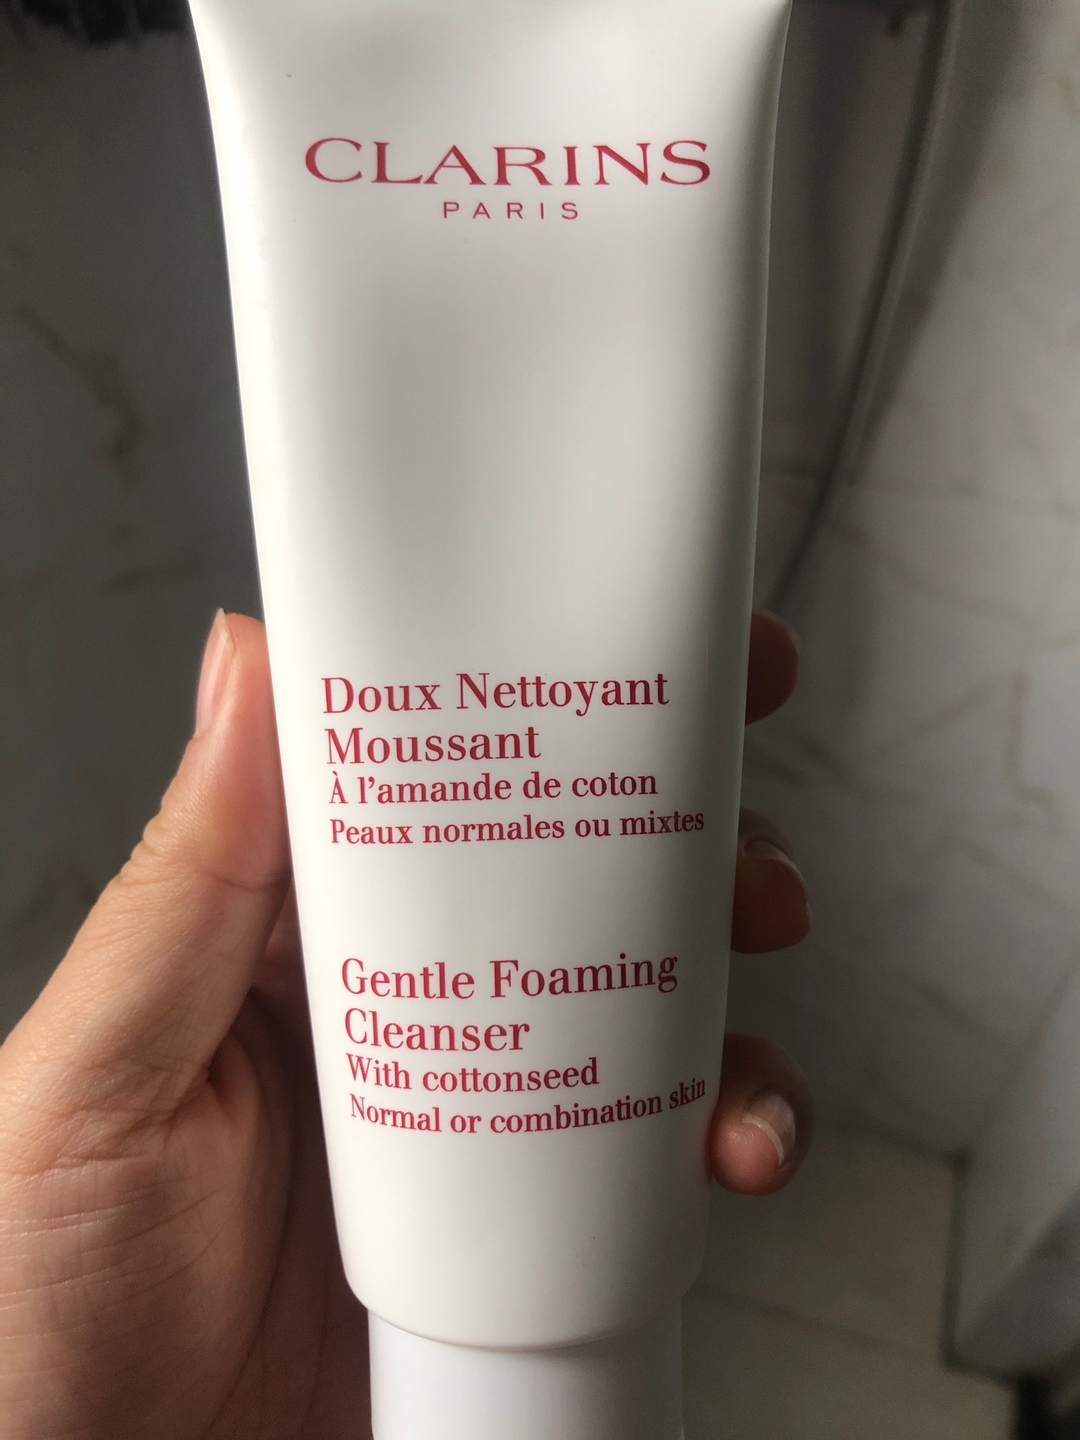 CLARINS
PARIS
Doux Nettoyant
Moussant
À l’amande de coton
Peaux normales ou mixtes
Gentle Foaming
Cleanser
With cottonseed
Normal or combination skin